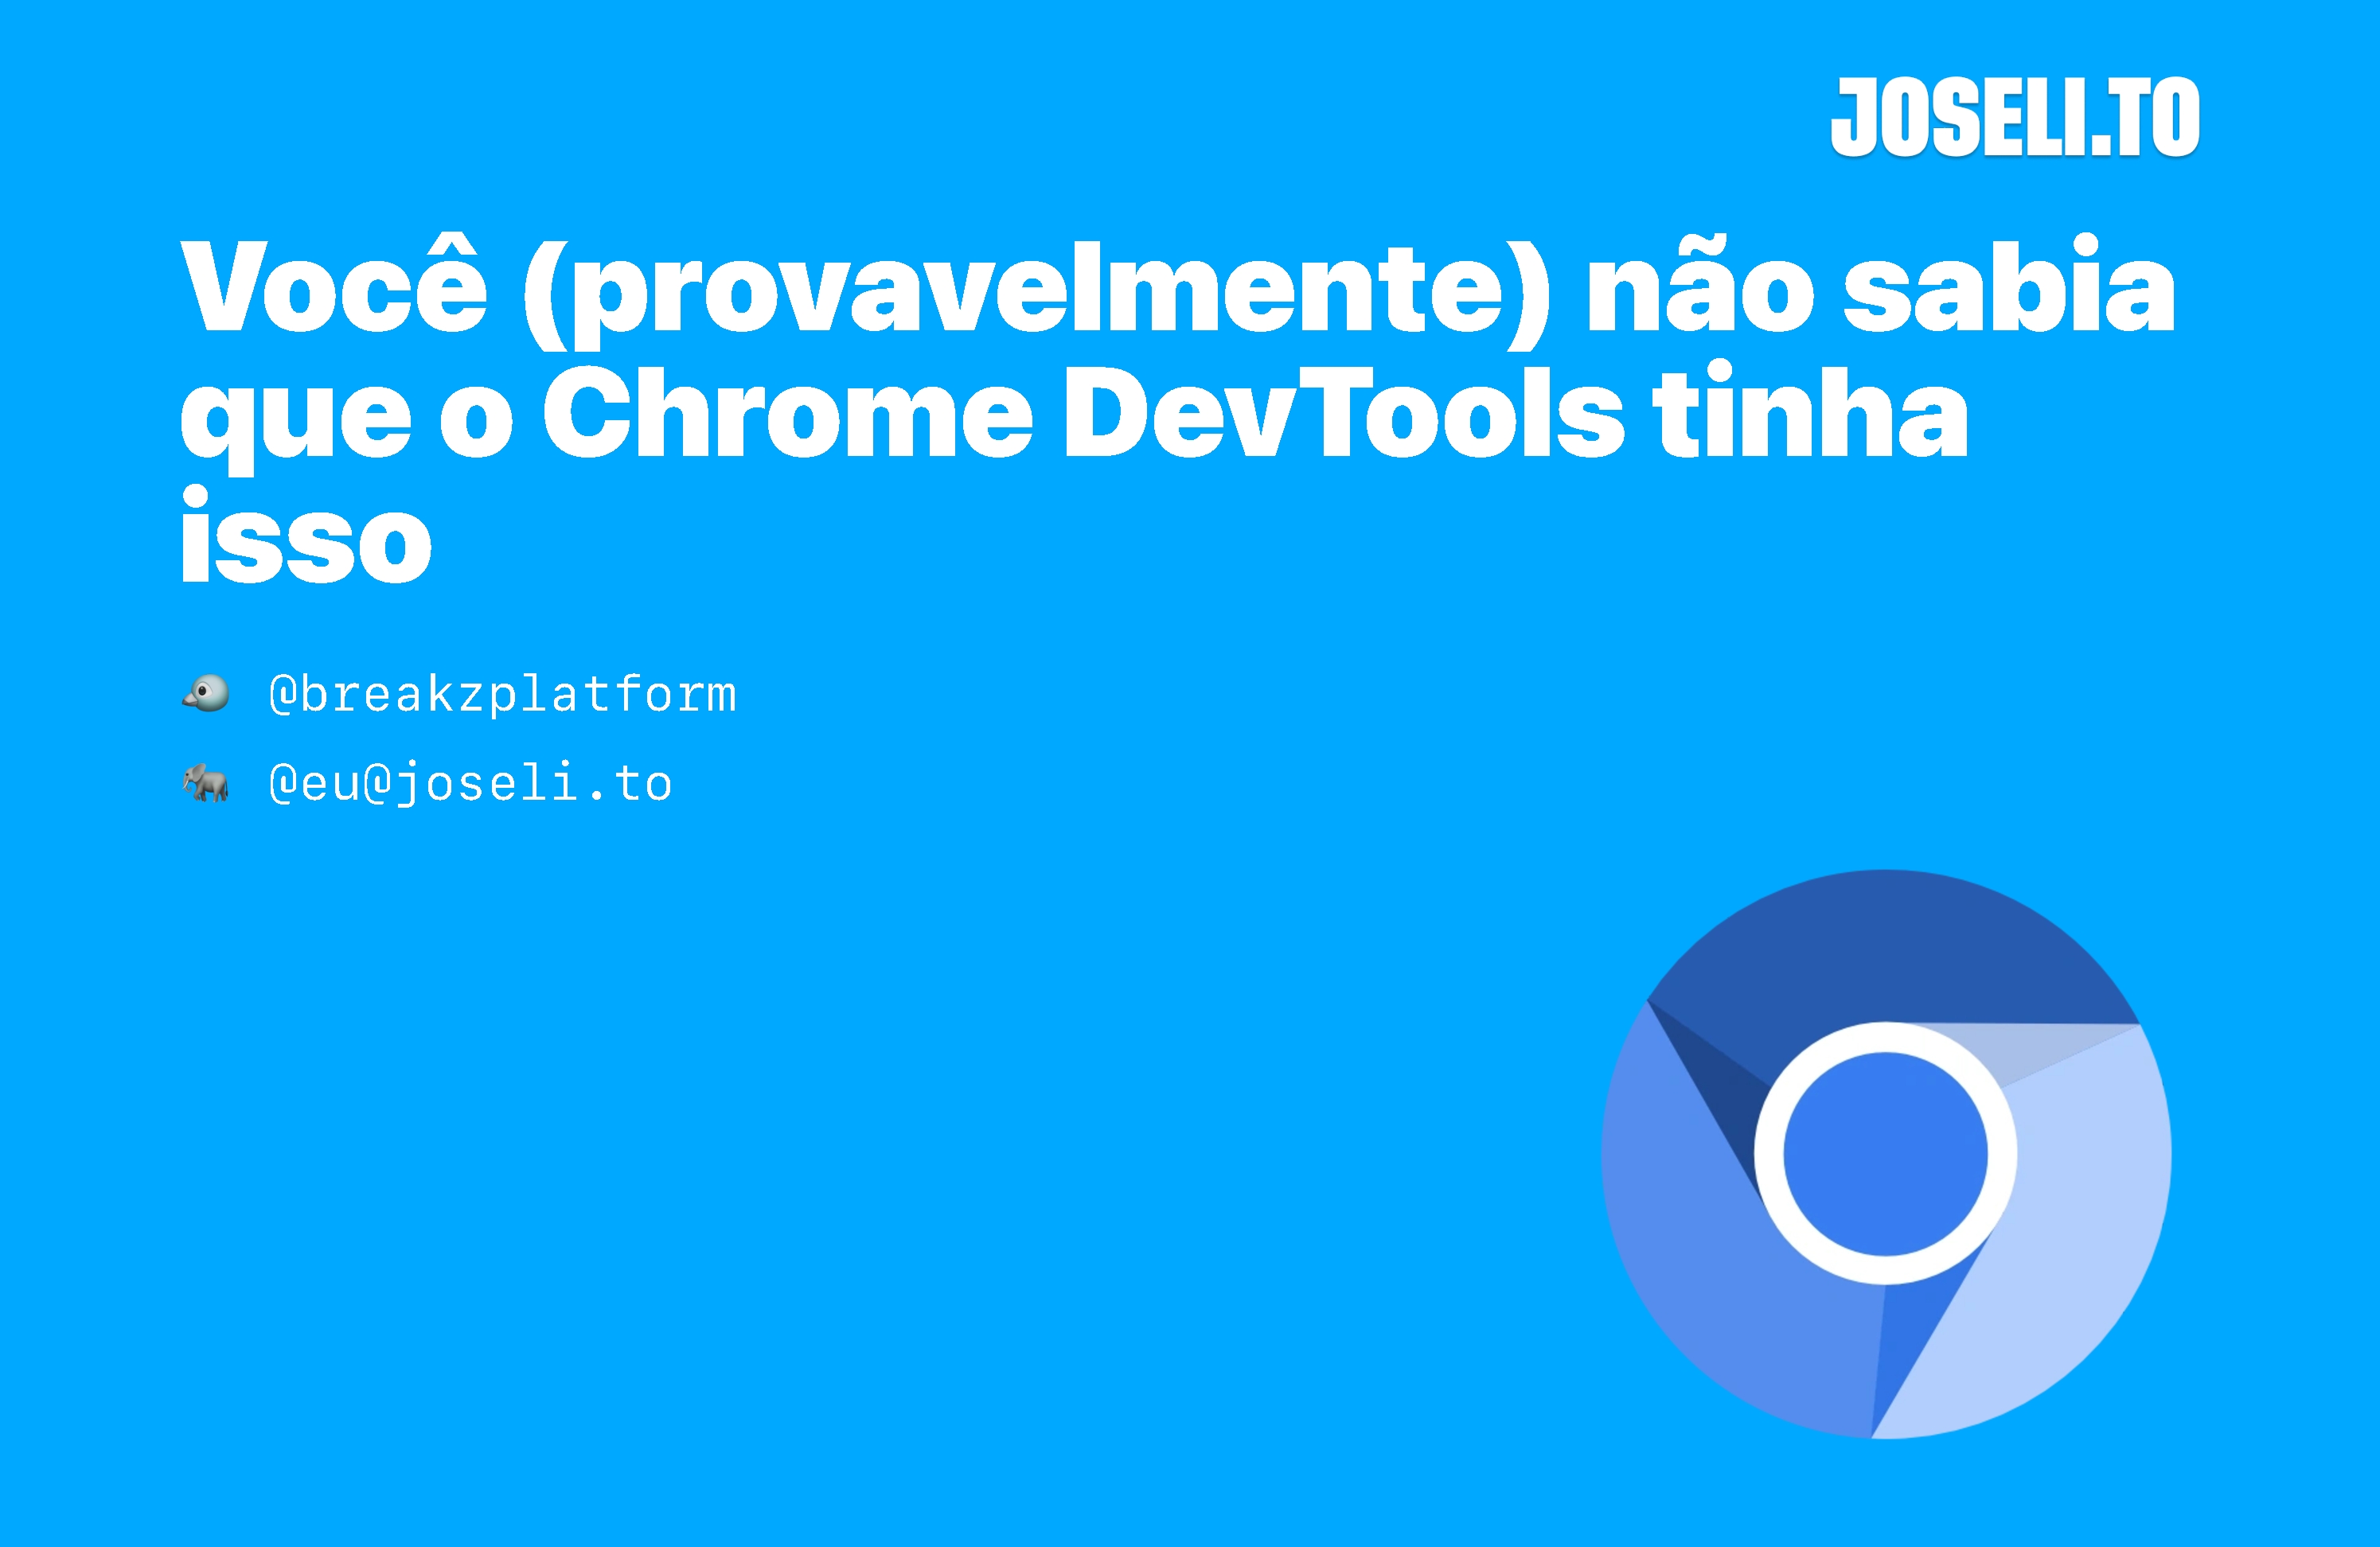 JOSELI.TO
Você (provavelmente) não sabia
que o Chrome DevTools tinha
isso
@breakzplatform
@eu@joseli.to